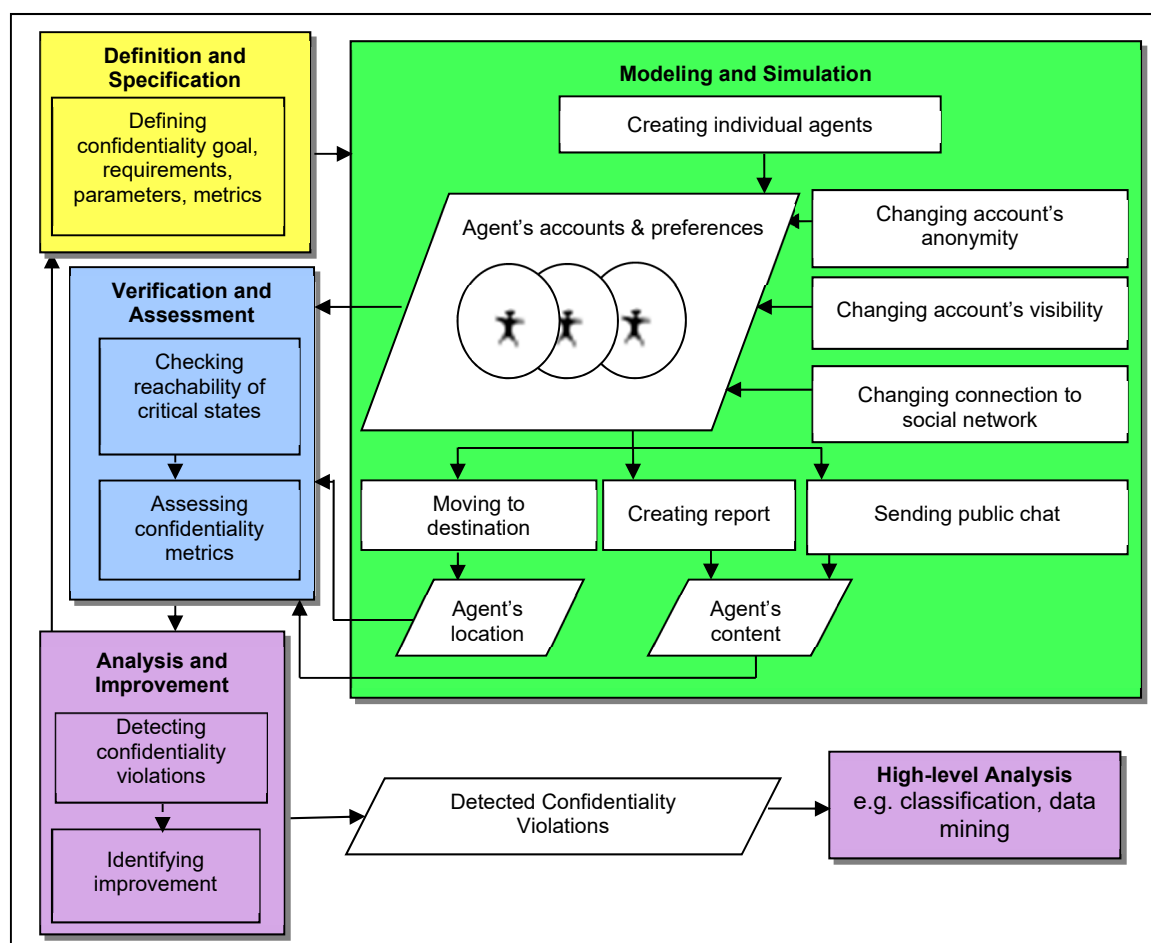 Definition and
Specification
Defining
confidentiality goal,
requirements,
parameters, metrics
Modeling and Simulation
Creating individual agents
Agent's accounts & preferences
Changing account's
anonymity
Changing account's visibility
Changing connection to
social network
Verification and
Assessment
Checking
reachability of
critical states
Assessing
confidentiality
metrics
Moving to
destination
Creating report
Sending public chat
Agent's
location
Agent's
content
Analysis and
Improvement
Detecting
confidentiality
violations
Identifying
improvement
Detected Confidentiality
Violations
High-level Analysis
e.g. classification, data
mining